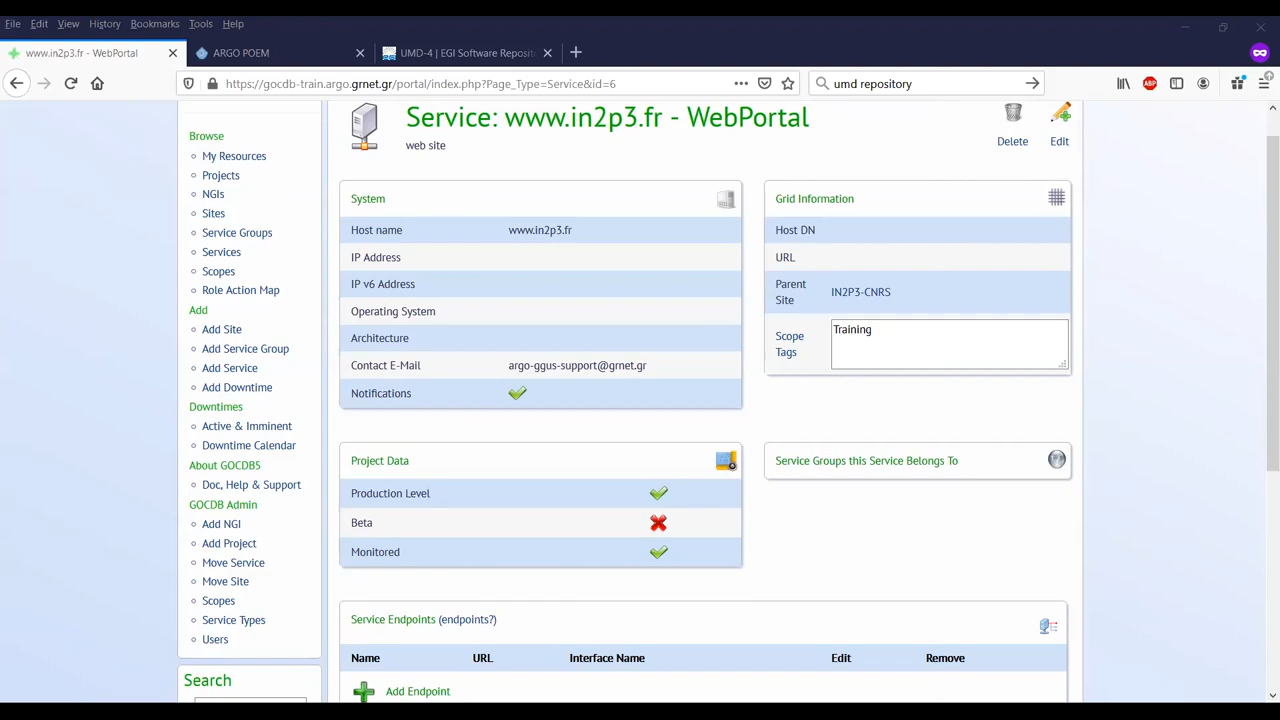 File Edit View History Bookmarks Tools Help
www.in2p3.fr - WebPortal
ARGO POEM
UMD-4 | EGI Software Reposit
https://gocdb-train.argo.grnet.gr/portal/index.php?Page_Type=Service&id=6
umd repository
ABP
Browse
My Resources
Projects
NGIs
Sites
Service Groups
Services
Scopes
Role Action Map
Add
Add Site
Add Service Group
Add Service
Add Downtime
Downtimes
Active & Imminent
Downtime Calendar
About GOCDB5
Doc, Help & Support
GOCDB Admin
Add NGI
Add Project
Move Service
Move Site
Scopes
Service Types
Users
Search
Service: www.in2p3.fr - WebPortal
web site
Delete
Edit
System
Host name www.in2p3.fr
IP Address
IP v6 Address
Operating System
Architecture
Contact E-Mail argo-ggus-support@grnet.gr
Notifications
Grid Information
Host DN
URL
Parent
Site
IN2P3-CNRS
Scope
Tags
Training
Project Data
Production Level
Beta
Monitored
Service Groups this Service Belongs To
Service Endpoints (endpoints?)
Name URL Interface Name Edit Remove
Add Endpoint